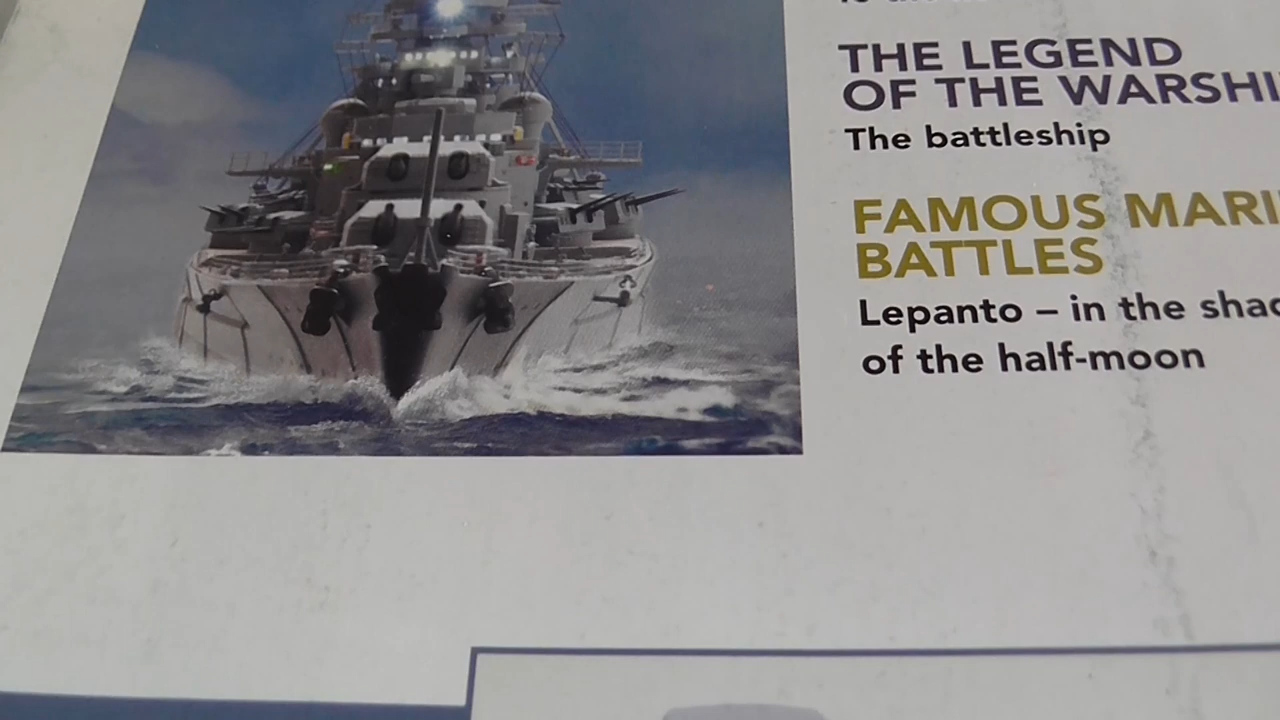 THE LEGEND
OF THE WARSHI
The battleship
FAMOUS MARI
BATTLES
Lepanto – in the shad
of the half-moon